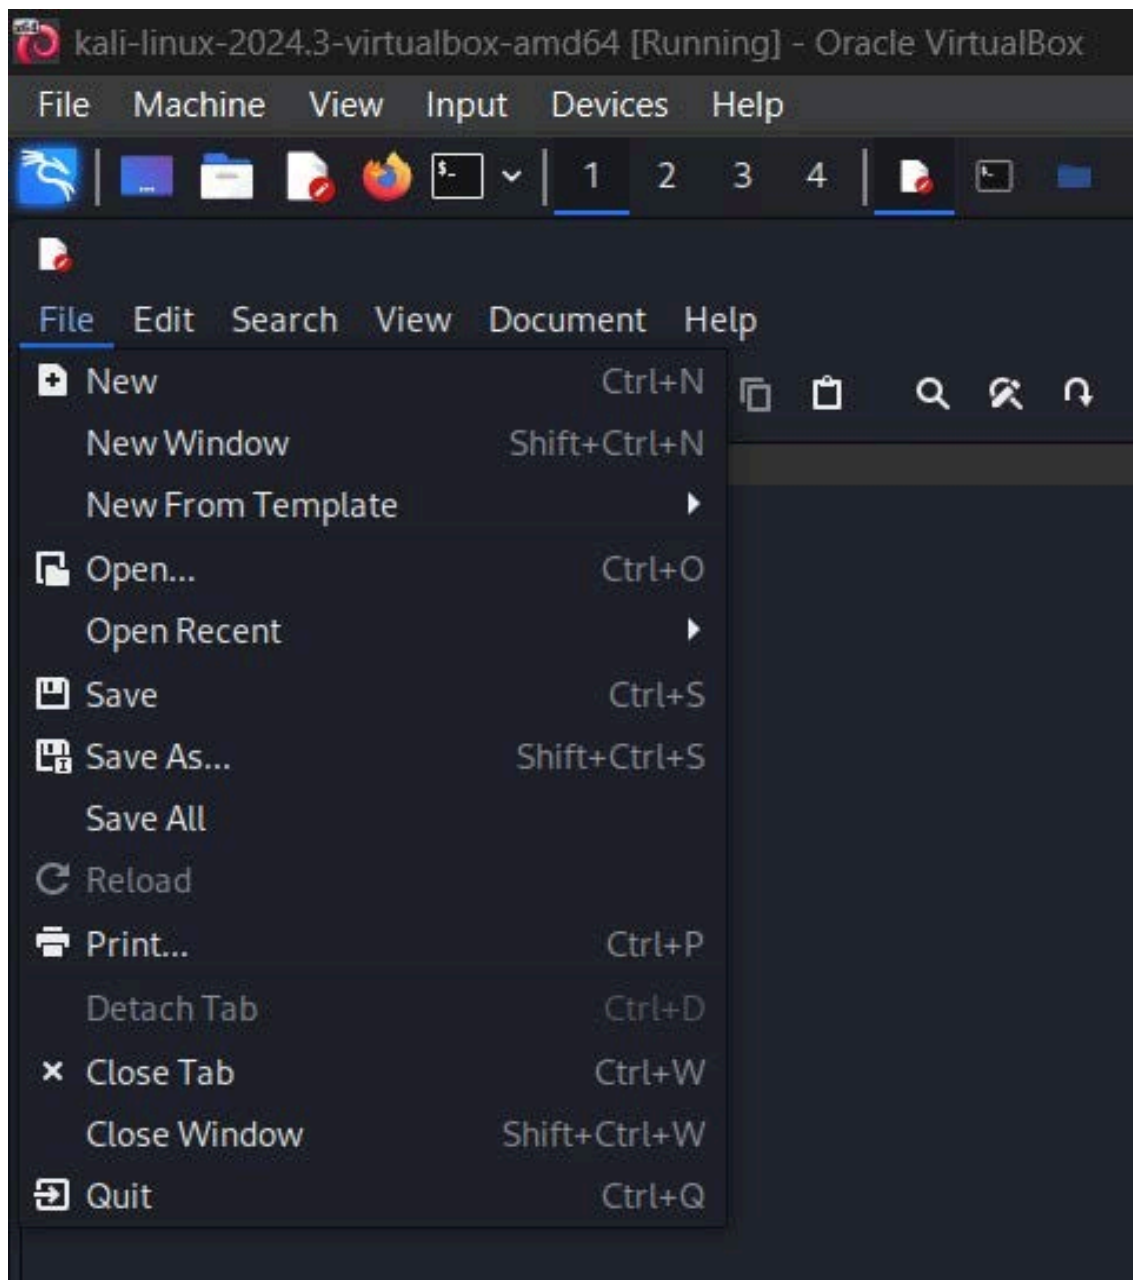 kali-linux-2024.3-virtualbox-amd64 [Running] - Oracle VirtualBox
File Machine View Input Devices Help
1 2 3 4
File Edit Search View Document Help
New Ctrl+N
New Window Shift+Ctrl+N
New From Template
Open... Ctrl+O
Open Recent
Save Ctrl+S
Save As... Shift+Ctrl+S
Save All
Reload
Print... Ctrl+P
Detach Tab Ctrl+D
Close Tab Ctrl+W
Close Window Shift+Ctrl+W
Quit Ctrl+Q